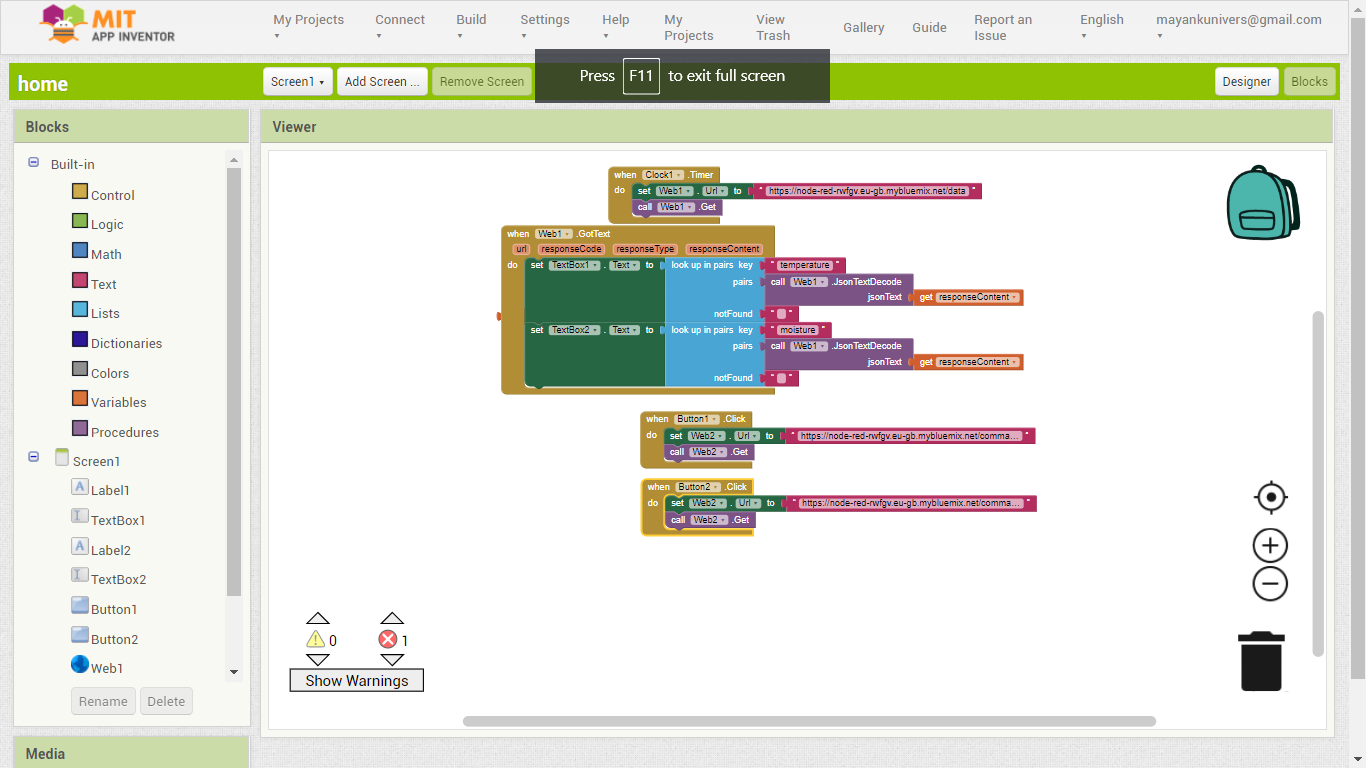 MIT
APP INVENTOR
My Projects
Connect
Build
Settings
Help
My Projects
View Trash
Gallery
Guide
Report an Issue
English
mayankunivers@gmail.com
Press F11 to exit full screen
home
Screen1
Add Screen ...
Remove Screen
Designer
Blocks
Blocks
Viewer
Built-in
Control
Logic
Math
Text
Lists
Dictionaries
Colors
Variables
Procedures
Screen1
Label1
TextBox1
Label2
TextBox2
Button1
Button2
Web1
Rename
Delete
Media
when Clock1 .Timer
do set Web1 . Url to " https://node-red-rwfgv.eu-gb.mybluemix.net/data "
call Web1 .Get
when Web1 .GotText
url responseCode responseType responseContent
do set TextBox1 . Text to look up in pairs key " temperature "
pairs call Web1 .JsonTextDecode
jsonText get responseContent
notFound " "
set TextBox2 . Text to look up in pairs key " moisture "
pairs call Web1 .JsonTextDecode
jsonText get responseContent
notFound " "
when Button1 .Click
do set Web2 . Url to " https://node-red-rwfgv.eu-gb.mybluemix.net/comma... "
call Web2 .Get
when Button2 .Click
do set Web2 . Url to " https://node-red-rwfgv.eu-gb.mybluemix.net/comma... "
call Web2 .Get
0
1
Show Warnings